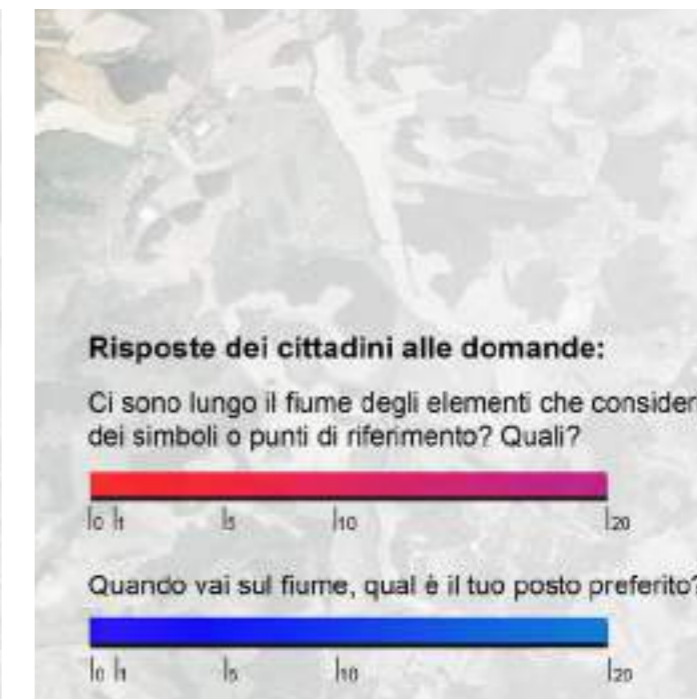 Risposte dei cittadini alle domande:
Ci sono lungo il fiume degli elementi che consider
dei simboli o punti di riferimento? Quali?
0 1 5 10 20
Quando vai sul fiume, qual è il tuo posto preferito?
0 1 5 10 20